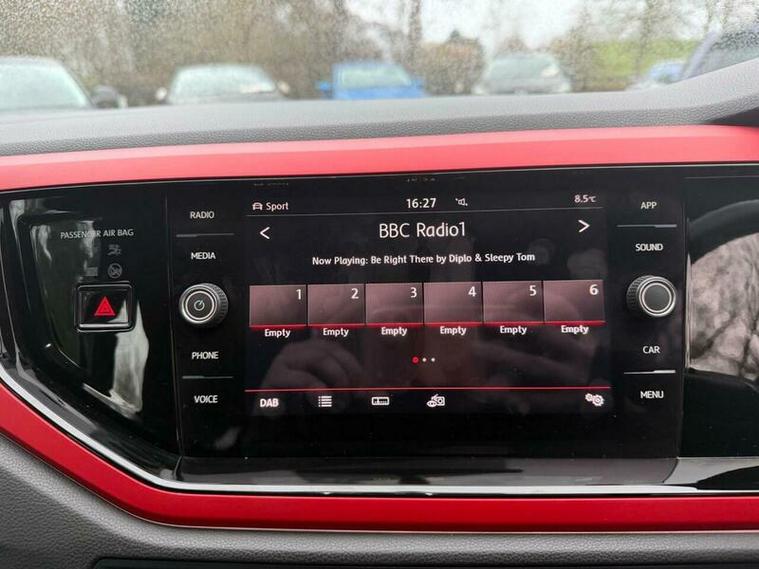 PASSENGER AIR BAG
RADIO
MEDIA
PHONE
VOICE
Sport 16:27 8.5°C
< BBC Radio1 >
Now Playing: Be Right There by Diplo & Sleepy Tom
1 2 3 4 5 6
Empty Empty Empty Empty Empty Empty
DAB
APP
SOUND
CAR
MENU